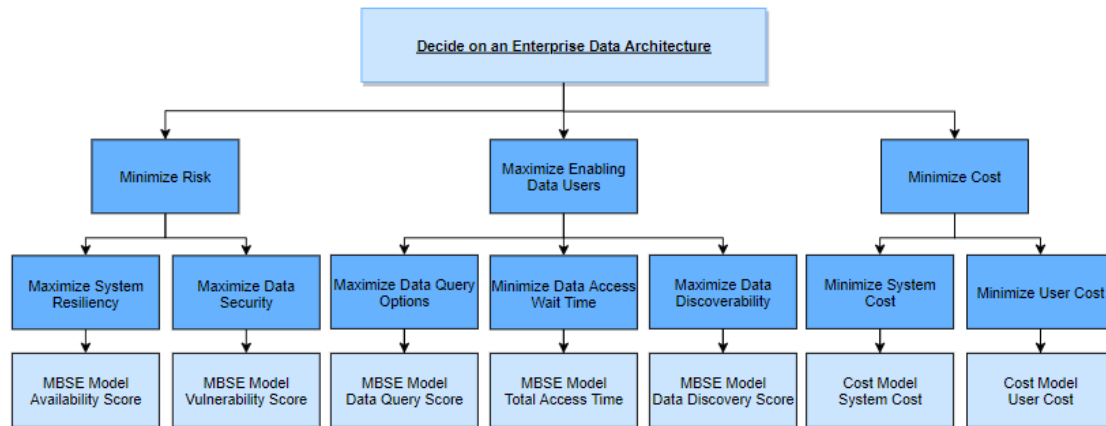 Decide on an Enterprise Data Architecture
Minimize Risk
Maximize Enabling
Data Users
Minimize Cost
Maximize System
Resiliency
Maximize Data
Security
Maximize Data Query
Options
Minimize Data Access
Wait Time
Maximize Data
Discoverability
Minimize System
Cost
Minimize User Cost
MBSE Model
Availability Score
MBSE Model
Vulnerability Score
MBSE Model
Data Query Score
MBSE Model
Total Access Time
MBSE Model
Data Discovery Score
Cost Model
System Cost
Cost Model
User Cost